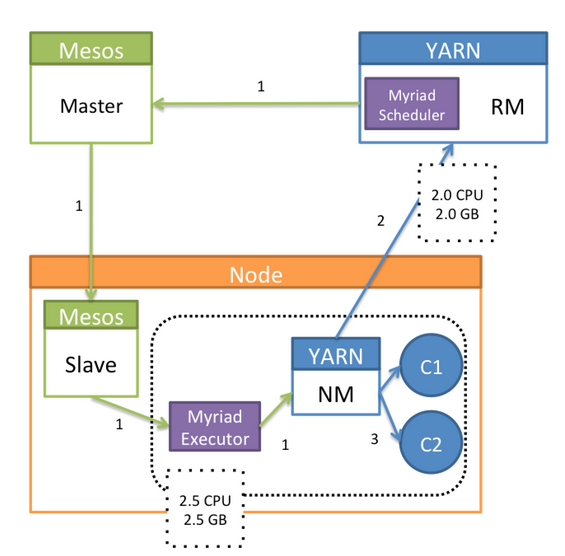 Mesos
Master
1
YARN
Myriad
Scheduler
RM
1
2
2.0 CPU
2.0 GB
Node
Mesos
Slave
1
Myriad
Executor
1
YARN
NM
3
C1
C2
2.5 CPU
2.5 GB